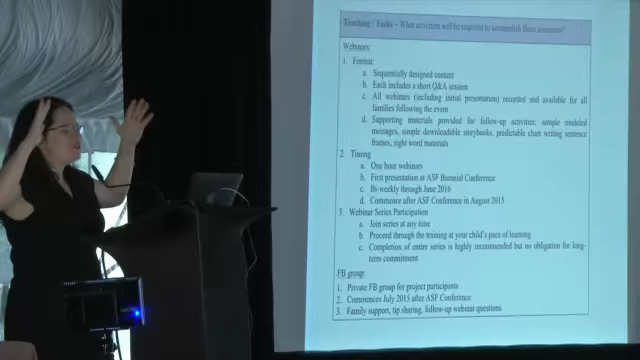 Teaching / Tasks – What activities will be required to accomplish these outcomes?
Webinars:
1. Format:
a. Sequentially designed content
b. Each includes a short Q&A session
c. All webinars (including initial presentation) recorded and available for all
families following the event
d. Supporting materials provided for follow-up activities: sample modeled
messages, simple downloadable storybooks, predictable chart writing sentence
frames, sight word materials
2. Timing
a. One hour webinars
b. First presentation at ASF Biennial Conference
c. Bi-weekly through June 2016
d. Commence after ASF Conference in August 2015
3. Webinar Series Participation
a. Join series at any time
b. Proceed through the training at your child's pace of learning
c. Completion of entire series is highly recommended but no obligation for long-
term commitment
FB group:
1. Private FB group for project participants
2. Commences July 2015 after ASF Conference
3. Family support, tip sharing, follow-up webinar questions